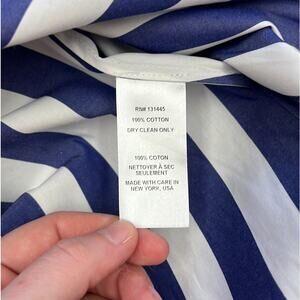 RN# 131445
100% COTTON
DRY CLEAN ONLY
100% COTON
NETTOYER À SEC
SEULEMENT
MADE WITH CARE IN
NEW YORK, USA